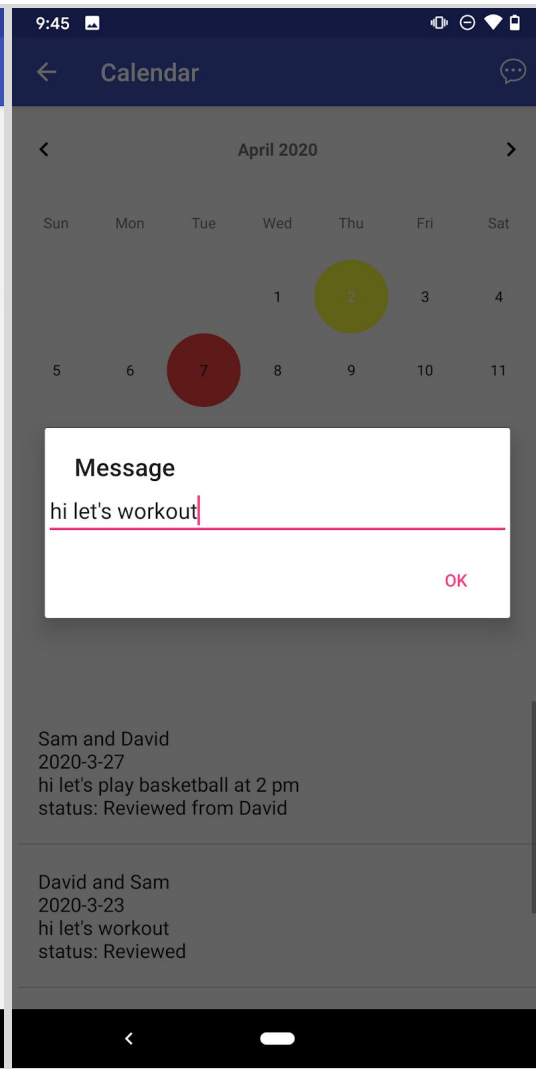 9:45
Calendar
April 2020
Sun Mon Tue Wed Thu Fri Sat
1 2 3 4
5 6 7 8 9 10 11
Message
hi let's workout
OK
Sam and David
2020-3-27
hi let's play basketball at 2 pm
status: Reviewed from David
David and Sam
2020-3-23
hi let's workout
status: Reviewed